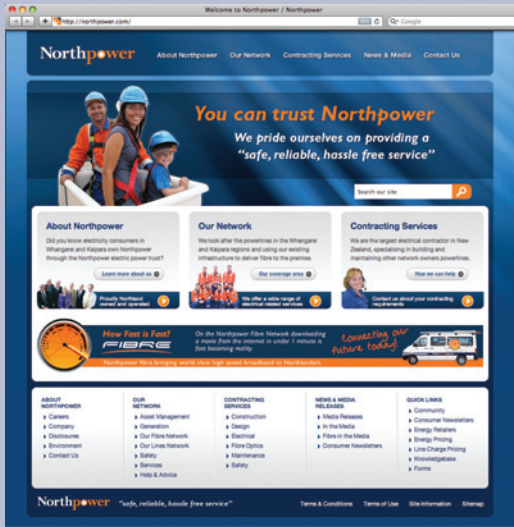 Welcome to Northpower / Northpower
http://northpower.com/
Google
Northpower
About Northpower Our Network Contracting Services News & Media Contact Us
You can trust Northpower
We pride ourselves on providing a
"safe, reliable, hassle free service"
Search our site
About Northpower
Did you know electricity consumers in
Whangarei and Kaipara own Northpower
through the Northpower electric power trust?
Learn more about us
Proudly Northland
owned and operated
Our Network
We look after the powerlines in the Whangarei
and Kaipara regions and using our existing
infrastructure to deliver fibre to the premise.
Our coverage area
We offer a wide range of
electrical related services
Contracting Services
We are the largest electrical contractor in New
Zealand, specialising in building and
maintaining other network owners powerlines.
How we can help
Contact us about your contracting
requirements
How Fast is Fast?
FIBRE
On the Northpower Fibre Network downloading
a movie from the internet in under 1 minute is
fast becoming reality.
Connecting our
future today!
Northpower fibre bringing world class high speed broadband to Northlanders.
ABOUT
NORTHPOWER
Careers
Company
Disclosures
Environment
Contact Us
OUR
NETWORK
Asset Management
Generation
Our Fibre Network
Our Lines Network
Safety
Services
Help & Advice
CONTRACTING
SERVICES
Construction
Design
Electrical
Fibre Optics
Maintenance
Safety
NEWS & MEDIA
RELEASES
Media Releases
In the Media
Fibre in the Media
Consumer Newsletters
QUICK LINKS
Community
Consumer Newsletters
Energy Retailers
Energy Pricing
Line Charge Pricing
Knowledgebase
Forms
Northpower "safe, reliable, hassle free service" Terms & Conditions Terms of Use Site Information Sitemap